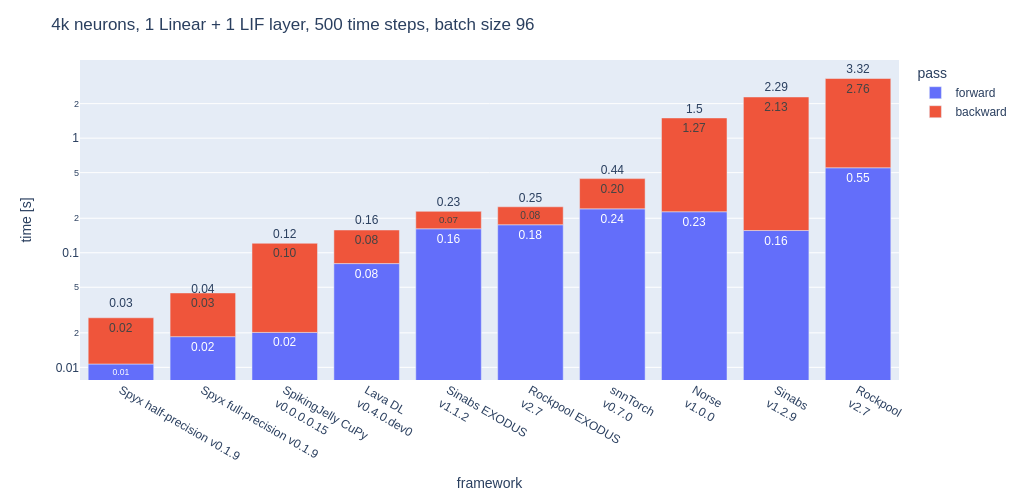 4k neurons, 1 Linear + 1 LIF layer, 500 time steps, batch size 96
time [s]
2
1
5
2
0.1
5
2
0.01
0.03
0.02
0.01
0.04
0.03
0.02
0.12
0.10
0.02
0.16
0.08
0.08
0.23
0.07
0.16
0.25
0.08
0.18
0.44
0.20
0.24
1.5
1.27
0.23
2.29
2.13
0.16
3.32
2.76
0.55
pass
forward
backward
Spyx half-precision v0.1.9
Spyx full-precision v0.1.9
SpikingJelly CuPy
v0.0.0.0.15
Lava DL
v0.4.0.dev0
Sinabs EXODUS
v1.1.2
Rockpool EXODUS
v2.7
snnTorch
v0.7.0
Norse
v1.0.0
Sinabs
v1.2.9
Rockpool
v2.7
framework